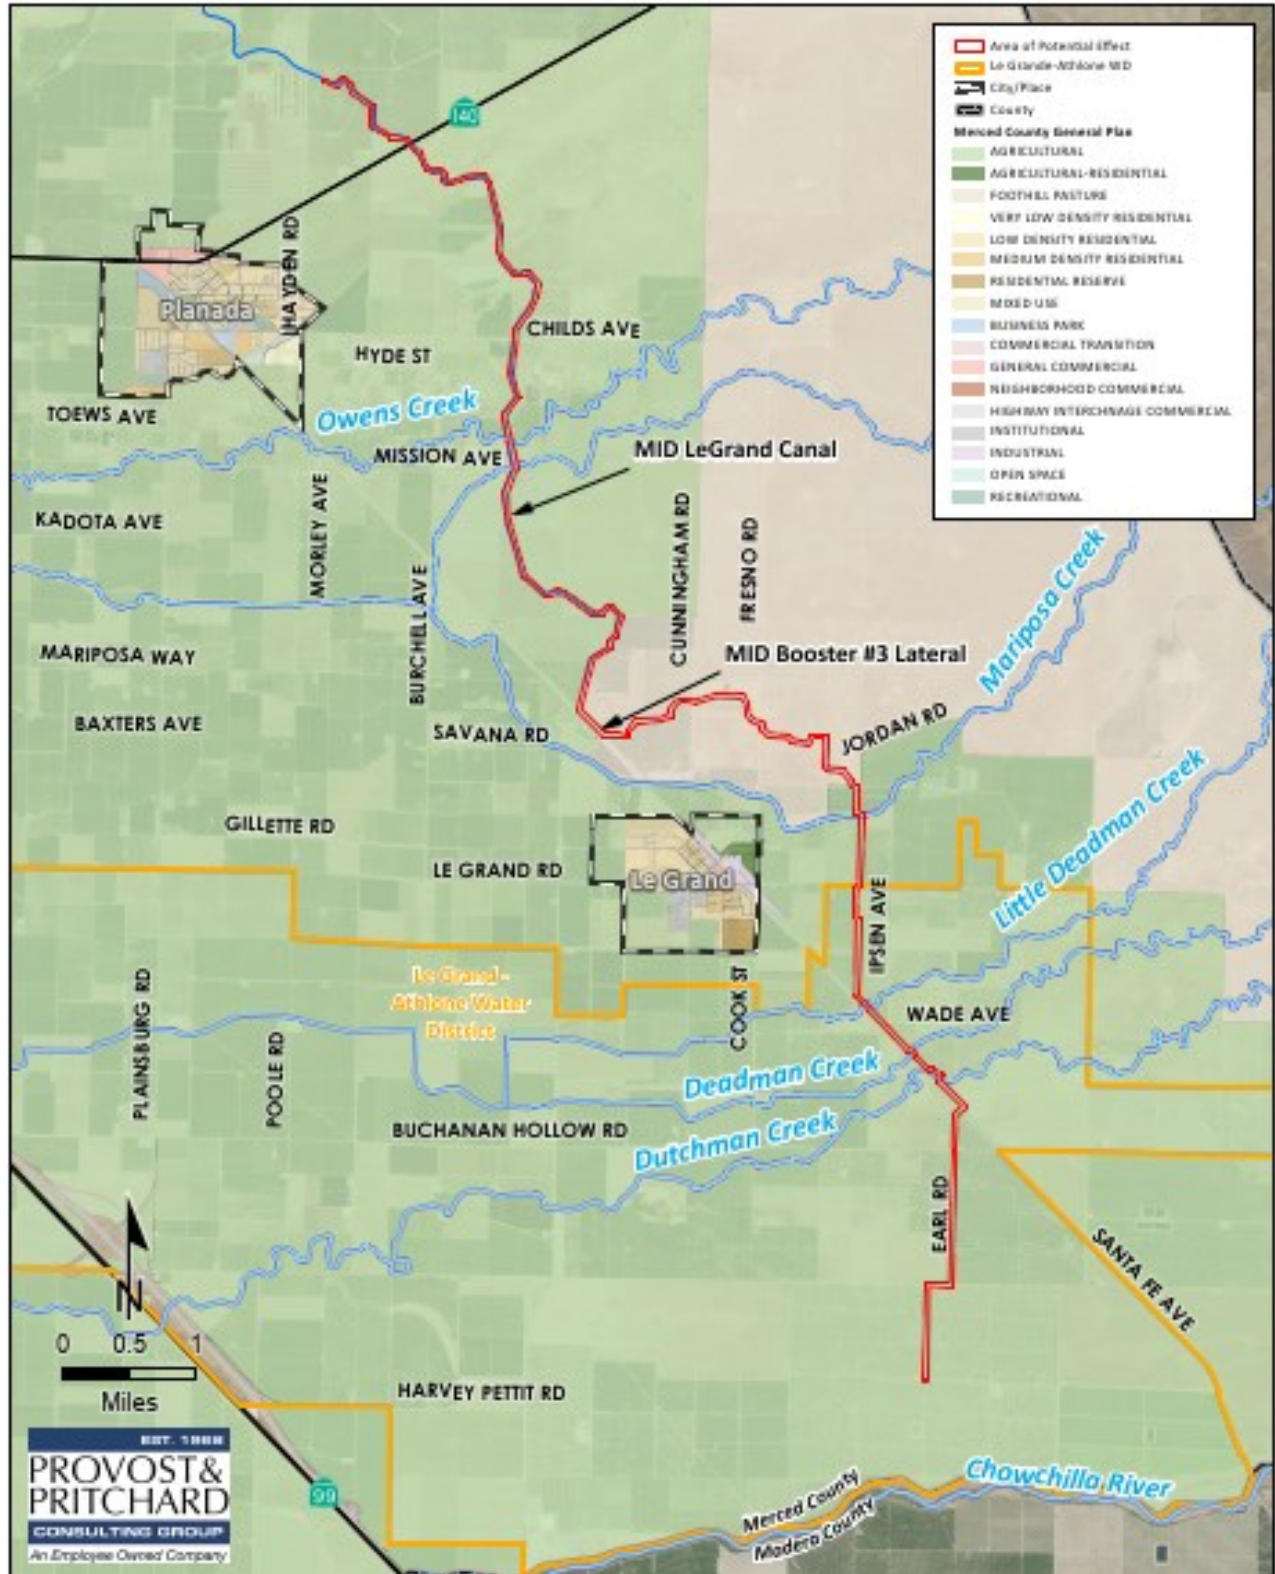 Area of Potential Effect
Le Grande-Athlone WD
City/Place
County
Merced County General Plan
AGRICULTURAL
AGRICULTURAL-RESIDENTIAL
FOOTHILL PASTURE
VERY LOW DENSITY RESIDENTIAL
LOW DENSITY RESIDENTIAL
MEDIUM DENSITY RESIDENTIAL
RESIDENTIAL RESERVE
MIXED USE
BUSINESS PARK
COMMERCIAL TRANSITION
GENERAL COMMERCIAL
NEIGHBORHOOD COMMERCIAL
HIGHWAY INTERCHNAGE COMMERCIAL
INSTITUTIONAL
INDUSTRIAL
OPEN SPACE
RECREATIONAL
140
HAYDEN RD
Planada
CHILDS AVE
HYDE ST
TOEWS AVE
Owens Creek
MISSION AVE
MID LeGrand Canal
KADOTA AVE
MORLEY AVE
BURCHELL AVE
CUNNINGHAM RD
FRESNO RD
Mariposa Creek
MARIPOSA WAY
MID Booster #3 Lateral
BAXTERS AVE
SAVANA RD
JORDAN RD
Little Deadman Creek
GILLETTE RD
LE GRAND RD
Le Grand
IPSEN AVE
Le Grand -
Athlone Water
District
PLAINSBURG RD
POOLE RD
COOK ST
WADE AVE
Deadman Creek
BUCHANAN HOLLOW RD
Dutchman Creek
EARL RD
SANTA FE AVE
N
0 0.5 1
Miles
HARVEY PETTIT RD
EST. 1968
PROVOST&
PRITCHARD
CONSULTING GROUP
An Employee Owned Company
99
Chowchilla River
Merced County
Madera County